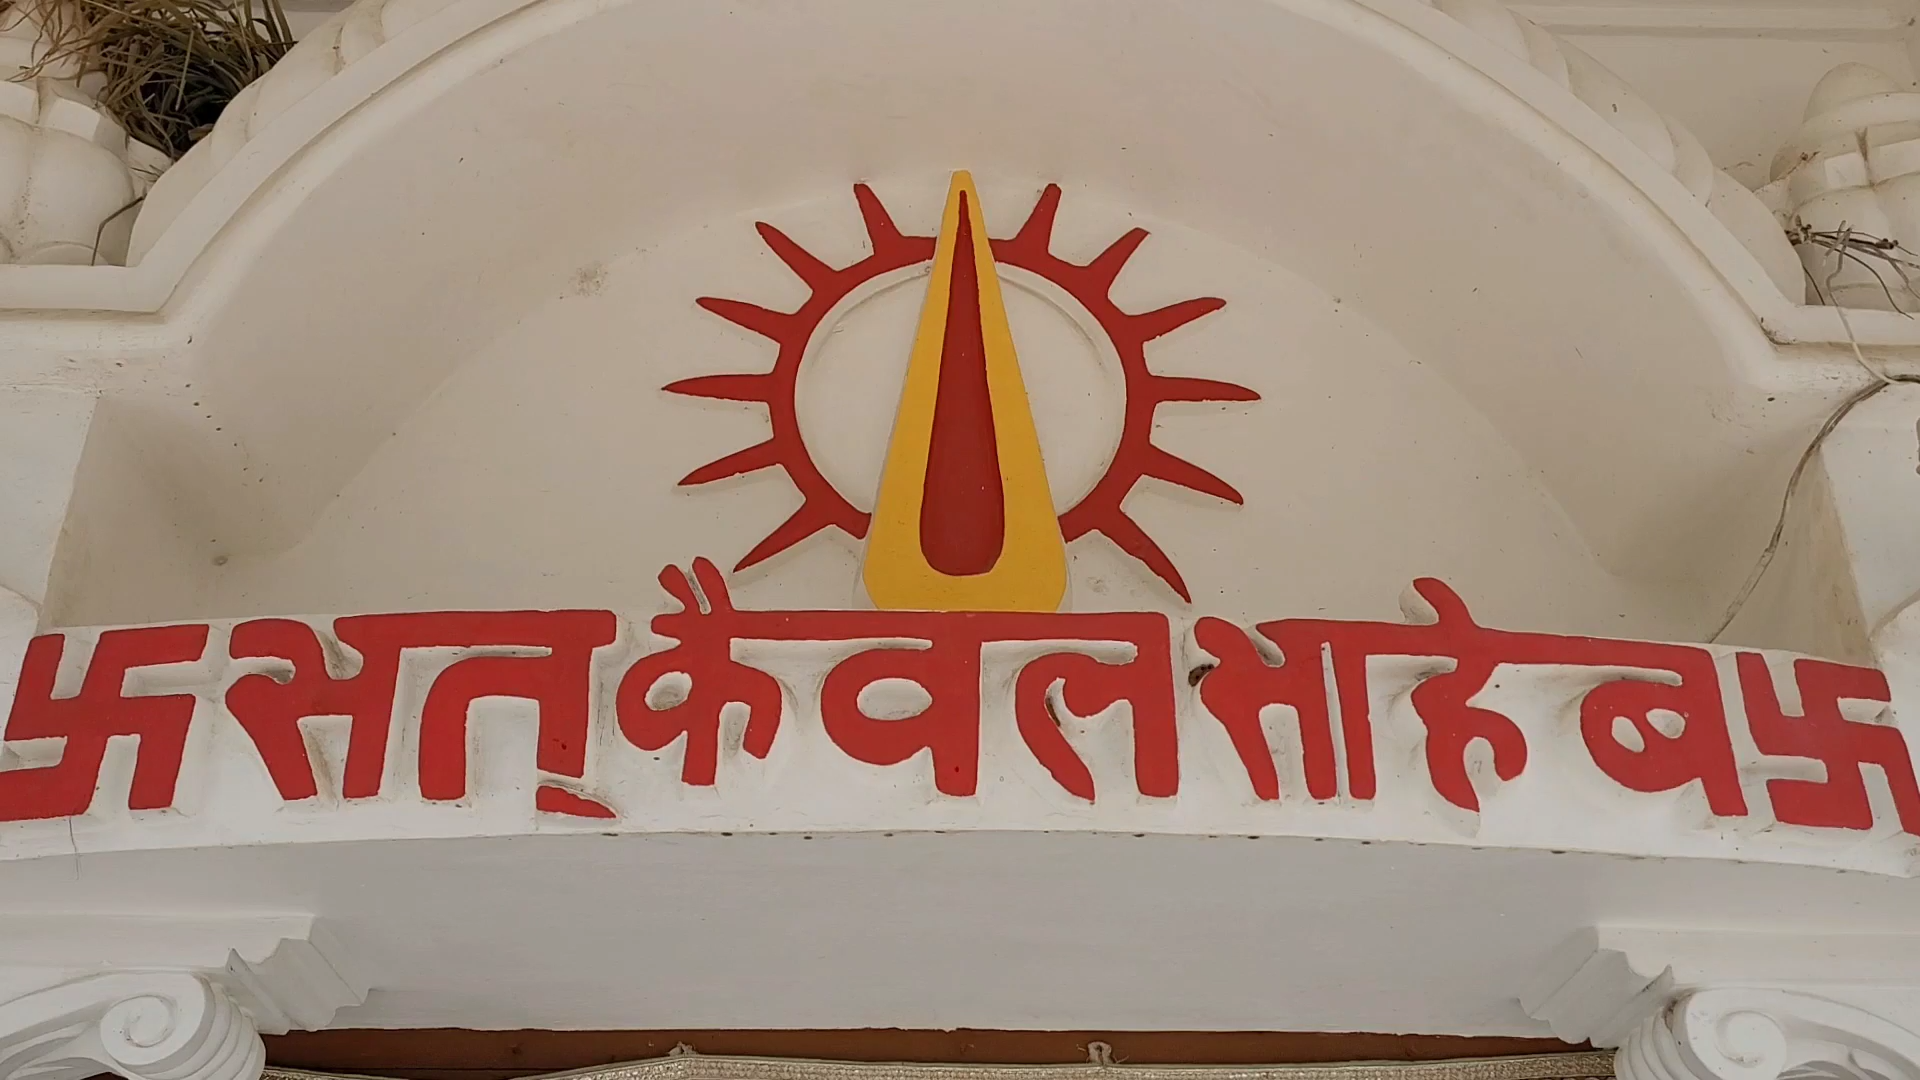 卐 सत् कैवल साहेब 卐